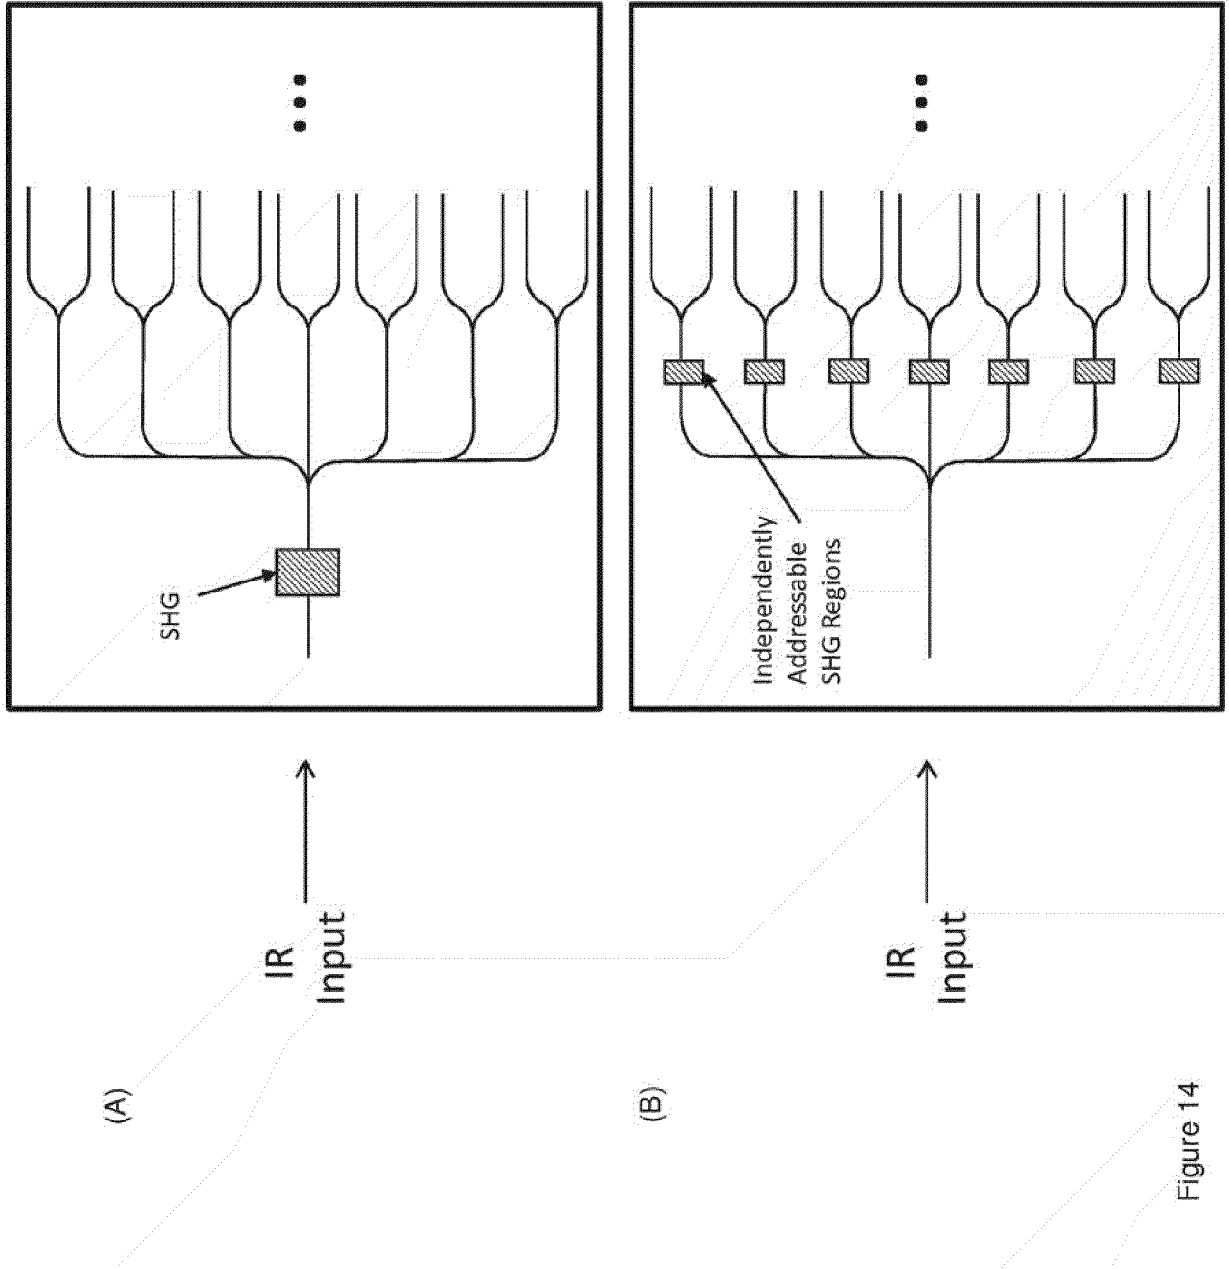 (A)
IR
Input
SHG
(B)
IR
Input
Independently
Addressable
SHG Regions
Figure 14